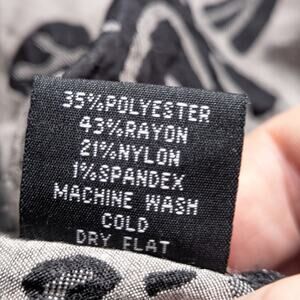 35%POLYESTER
43%RAYON
21%NYLON
1%SPANDEX
MACHINE WASH
COLD
DRY FLAT